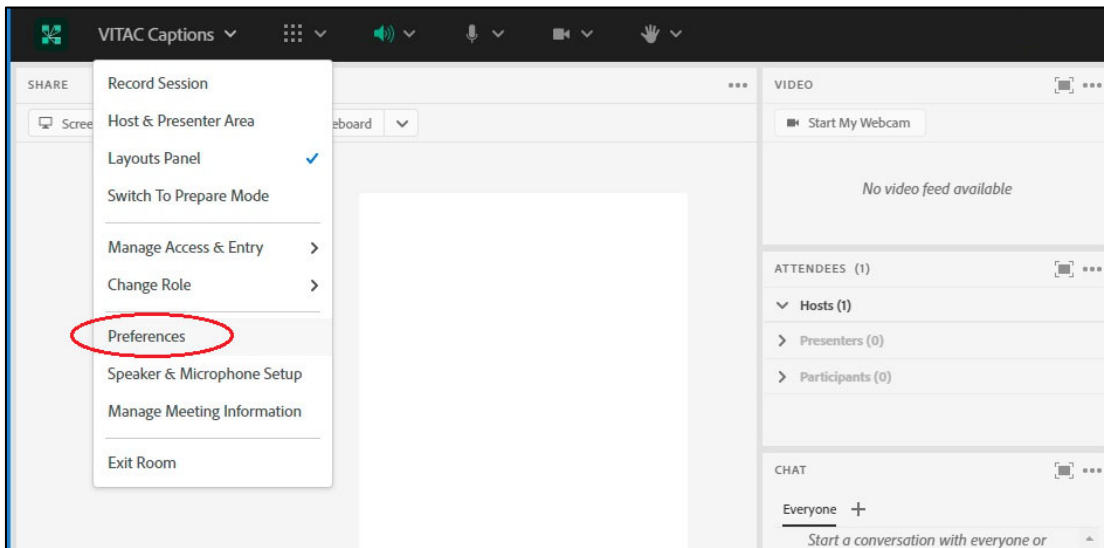 VITAC Captions
SHARE
Scree
eboard
Record Session
Host & Presenter Area
Layouts Panel
Switch To Prepare Mode
Manage Access & Entry
Change Role
Preferences
Speaker & Microphone Setup
Manage Meeting Information
Exit Room
VIDEO
Start My Webcam
No video feed available
ATTENDEES (1)
Hosts (1)
Presenters (0)
Participants (0)
CHAT
Everyone
Start a conversation with everyone or